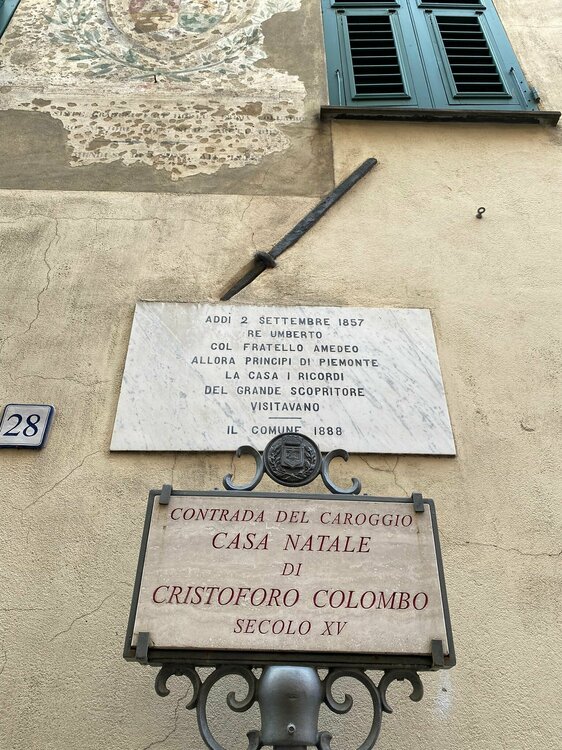 ADDÌ 2 SETTEMBRE 1857
RE UMBERTO
COL FRATELLO AMEDEO
ALLORA PRINCIPI DI PIEMONTE
LA CASA I RICORDI
DEL GRANDE SCOPRITORE
VISITAVANO
IL COMUNE 1888
28
CONTRADA DEL CAROGGIO
CASA NATALE
DI
CRISTOFORO COLOMBO
SECOLO XV